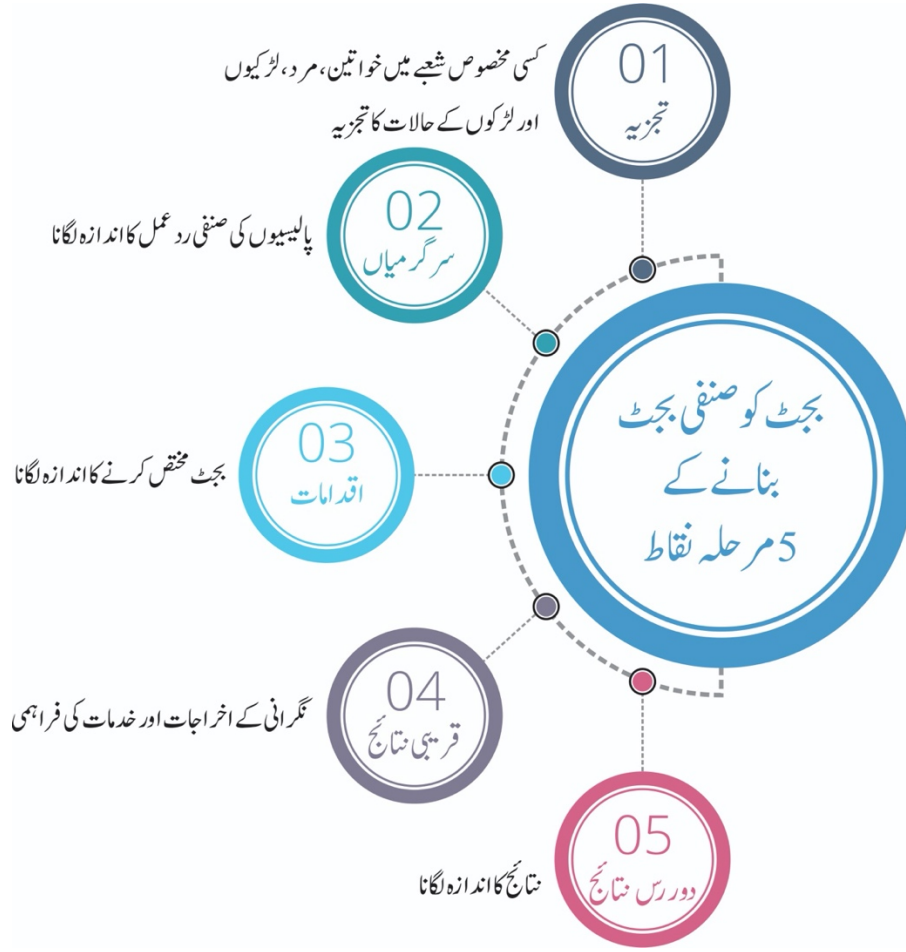 بجٹ کو صنفی بجٹ
بنانے کے
5 مرحلہ نقاط
01
تجزیہ
کسی مخصوص شعبے میں خواتین، مرد، لڑکیوں
اور لڑکوں کے حالات کا تجزیہ
02
سرگرمیاں
پالیسیوں کی صنفی رد عمل کا اندازہ لگانا
03
اقدامات
بجٹ مختص کرنے کا اندازہ لگانا
04
قریبی نتائج
نگرانی کے اخراجات اور خدمات کی فراہمی
05
دور رس نتائج
نتائج کا اندازہ لگانا